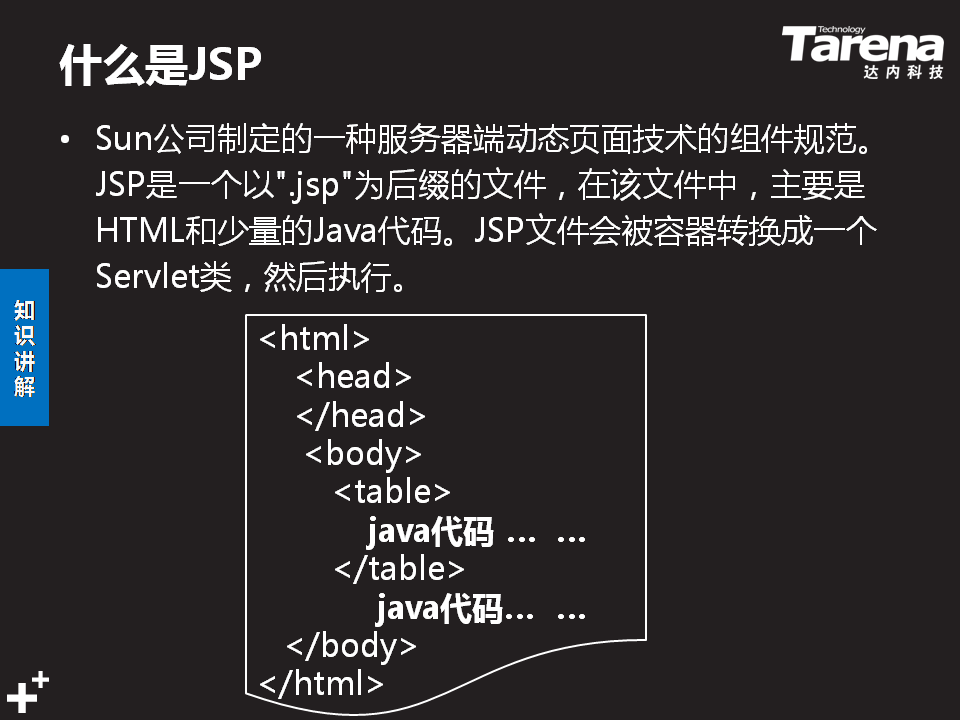 什么是JSP
Technology
Tarena
达内科技
• Sun公司制定的一种服务器端动态页面技术的组件规范。
JSP是一个以".jsp"为后缀的文件，在该文件中，主要是
HTML和少量的Java代码。JSP文件会被容器转换成一个
Servlet类，然后执行。
知
识
讲
解
<html>
<head>
</head>
<body>
<table>
java代码 … …
</table>
java代码… …
</body>
</html>